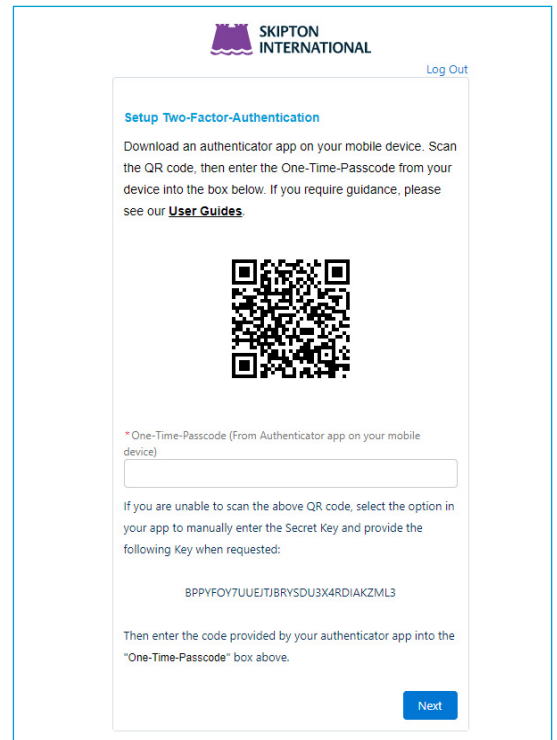 SKIPTON
INTERNATIONAL
Log Out
Setup Two-Factor-Authentication
Download an authenticator app on your mobile device. Scan
the QR code, then enter the One-Time-Passcode from your
device into the box below. If you require guidance, please
see our User Guides.
*One-Time-Passcode (From Authenticator app on your mobile
device)
If you are unable to scan the above QR code, select the option in
your app to manually enter the Secret Key and provide the
following Key when requested:
BPPYFOY7UUEJTJBRYSDU3X4RDIAKZML3
Then enter the code provided by your authenticator app into the
"One-Time-Passcode" box above.
Next